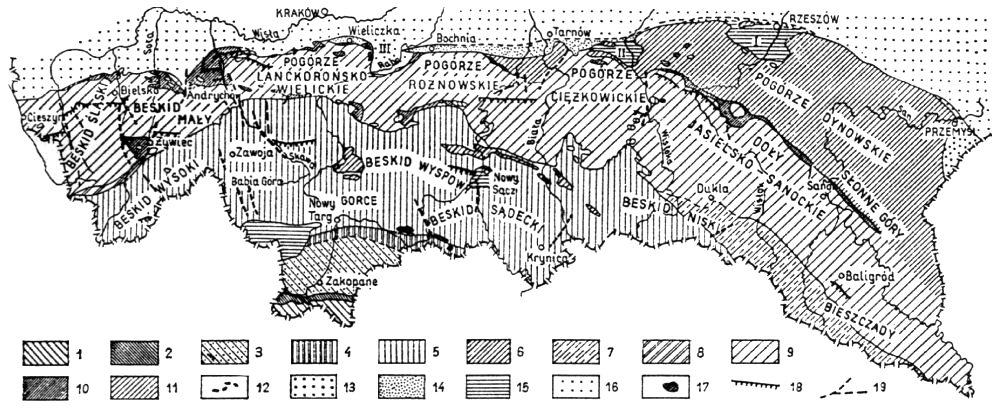 KRAKÓW
RZESZÓW
Wisła
Wieliczka
Soła
III
Bochnia
Tarnów
II
I
Raba
POGÓRZE
LANCKOROŃSKO
WIELICKIE
POGÓRZE
ROŻNOWSKIE
POGÓRZE
CIĘŻKOWICKIE
POGÓRZE
DYNOWSKIE
San
PRZEMYŚL
Bielsko
Andrychów
Cieszyn
BESKID ŚLĄSKI
BESKID
MAŁY
Żywiec
BESKID WYSOKI
Zawoja
Skawa
Babia Góra
BESKID WYSPOWY
GORCE
Nowy
Targ
Nowy
Sącz
BESKID
SĄDECKI
Krynica
Biała
Wisłoka
BESKID NISKI
Dukla
Jasiołka
DOŁY
JASIELSKO-SANOCKIE
Sanok
SŁONNE GÓRY
Baligród
BIESZCZADY
Zakopane
1 2 3 4 5 6 7 8 9
10 11 12 13 14 15 16 17 18 19